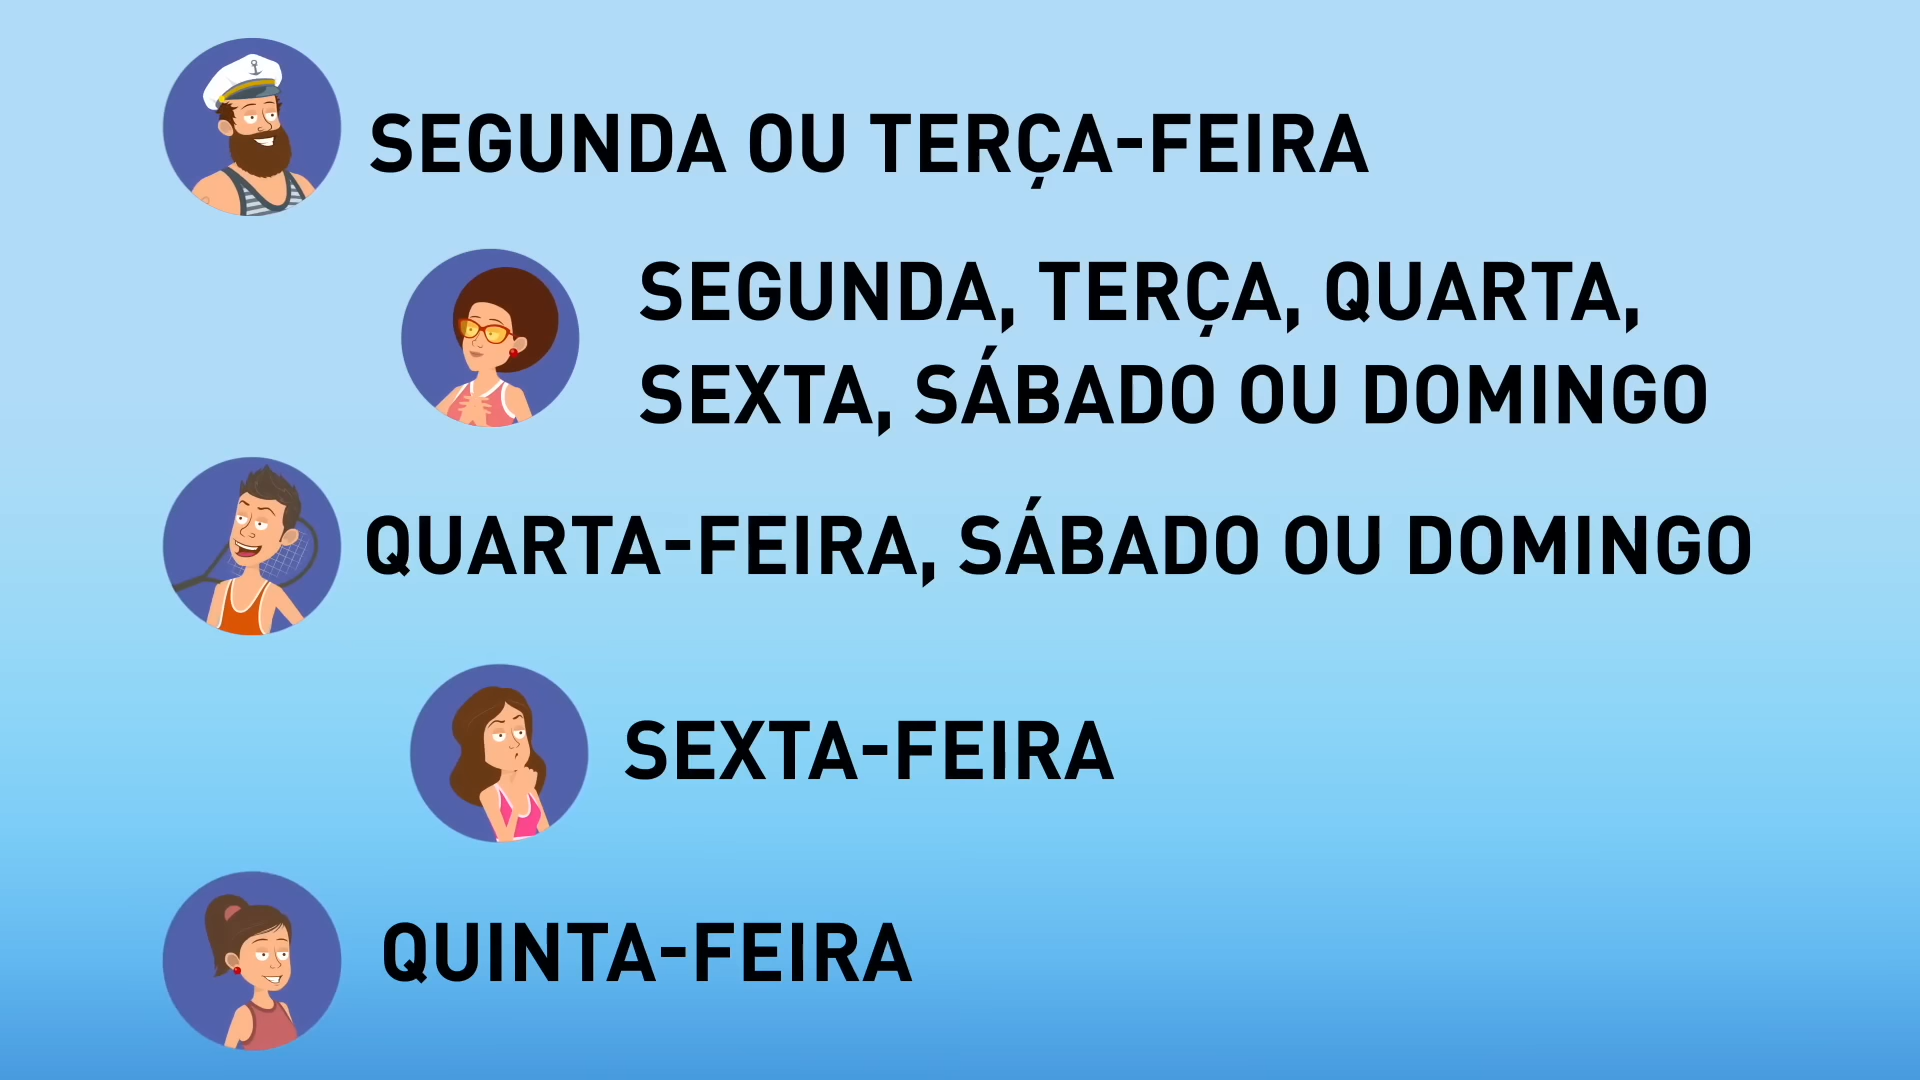 SEGUNDA OU TERÇA-FEIRA
SEGUNDA, TERÇA, QUARTA,
SEXTA, SÁBADO OU DOMINGO
QUARTA-FEIRA, SÁBADO OU DOMINGO
SEXTA-FEIRA
QUINTA-FEIRA